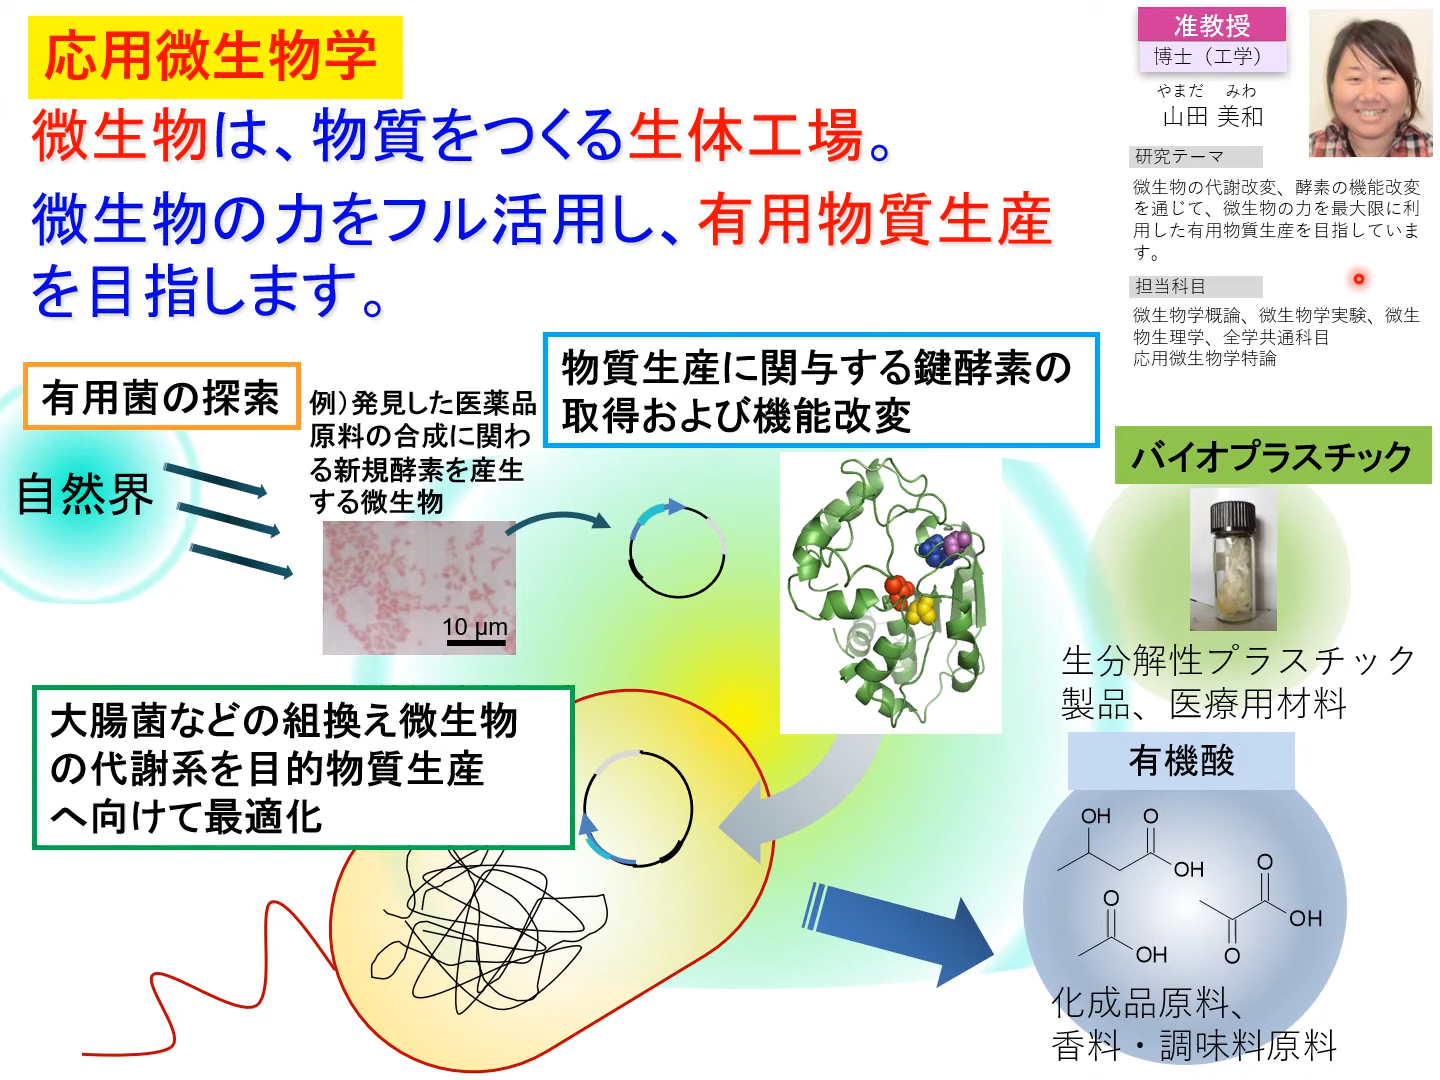 応用微生物学
微生物は、物質をつくる生体工場。
微生物の力をフル活用し、有用物質生産
を目指します。
准教授
博士（工学）
やまだ みわ
山田 美和
研究テーマ
微生物の代謝改変、酵素の機能改変
を通じて、微生物の力を最大限に利
用した有用物質生産を目指していま
す。
担当科目
微生物学概論、微生物学実験、微生
物生理学、全学共通科目
応用微生物学特論
有用菌の探索
自然界
例）発見した医薬品
原料の合成に関わ
る新規酵素を産生
する微生物
10 μm
物質生産に関与する鍵酵素の
取得および機能改変
大腸菌などの組換え微生物
の代謝系を目的物質生産
へ向けて最適化
バイオプラスチック
生分解性プラスチック
製品、医療用材料
有機酸
OH O
OH
O
OH
O
OH
O
OH
O
化成品原料、
香料・調味料原料